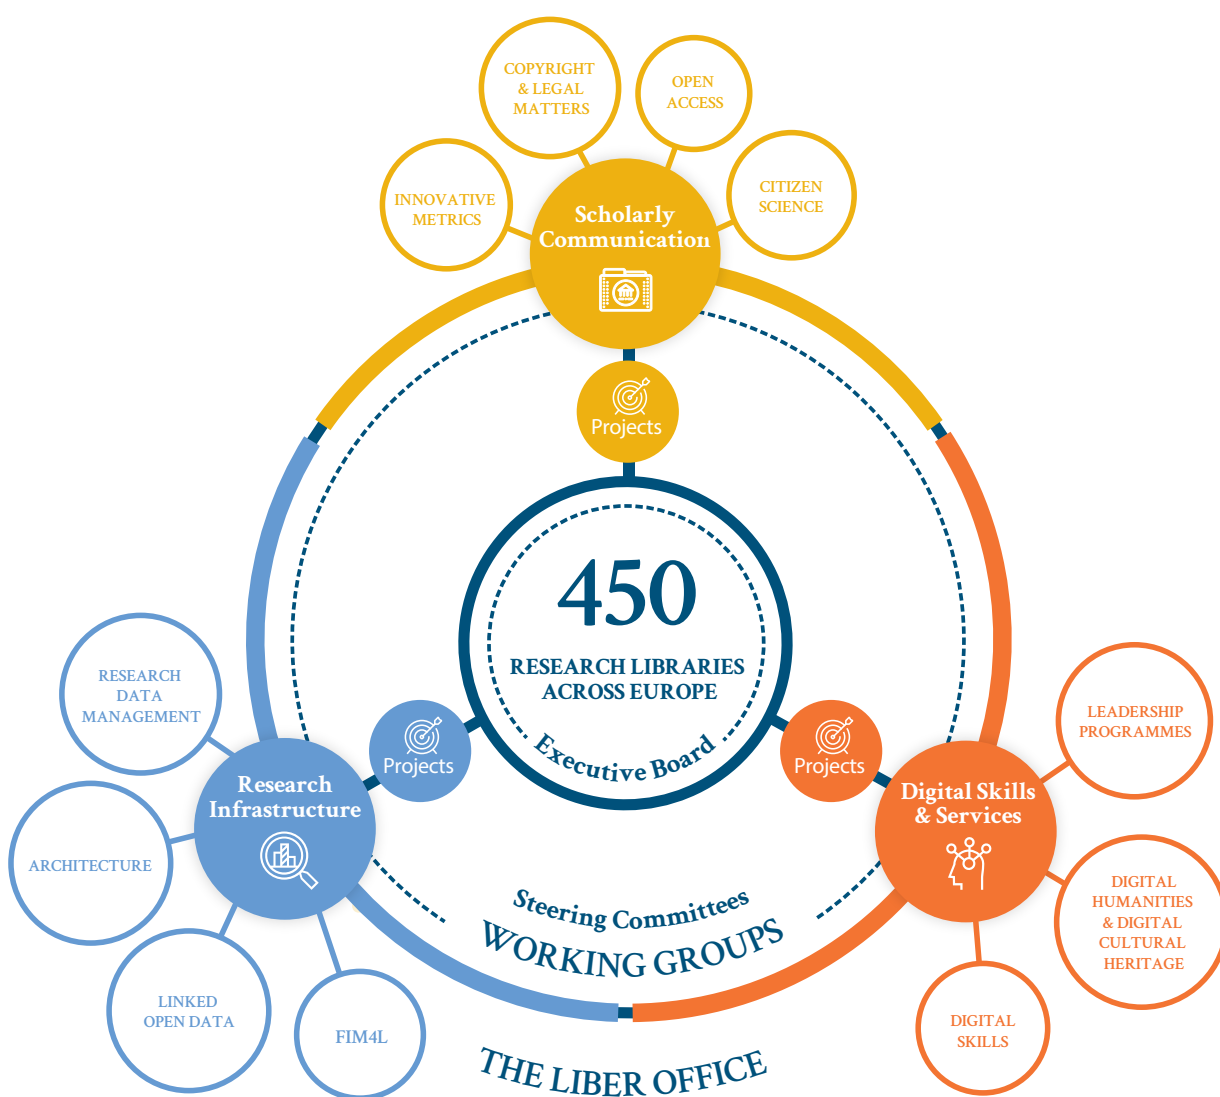 COPYRIGHT
& LEGAL
MATTERS
OPEN
ACCESS
INNOVATIVE
METRICS
CITIZEN
SCIENCE
Scholarly
Communication
Projects
450
RESEARCH LIBRARIES
ACROSS EUROPE
Executive Board
Projects
Projects
RESEARCH
DATA
MANAGEMENT
Research
Infrastructure
ARCHITECTURE
LINKED
OPEN DATA
FIM4L
LEADERSHIP
PROGRAMMES
Digital Skills
& Services
DIGITAL
HUMANITIES
& DIGITAL
CULTURAL
HERITAGE
DIGITAL
SKILLS
Steering Committees
WORKING GROUPS
THE LIBER OFFICE